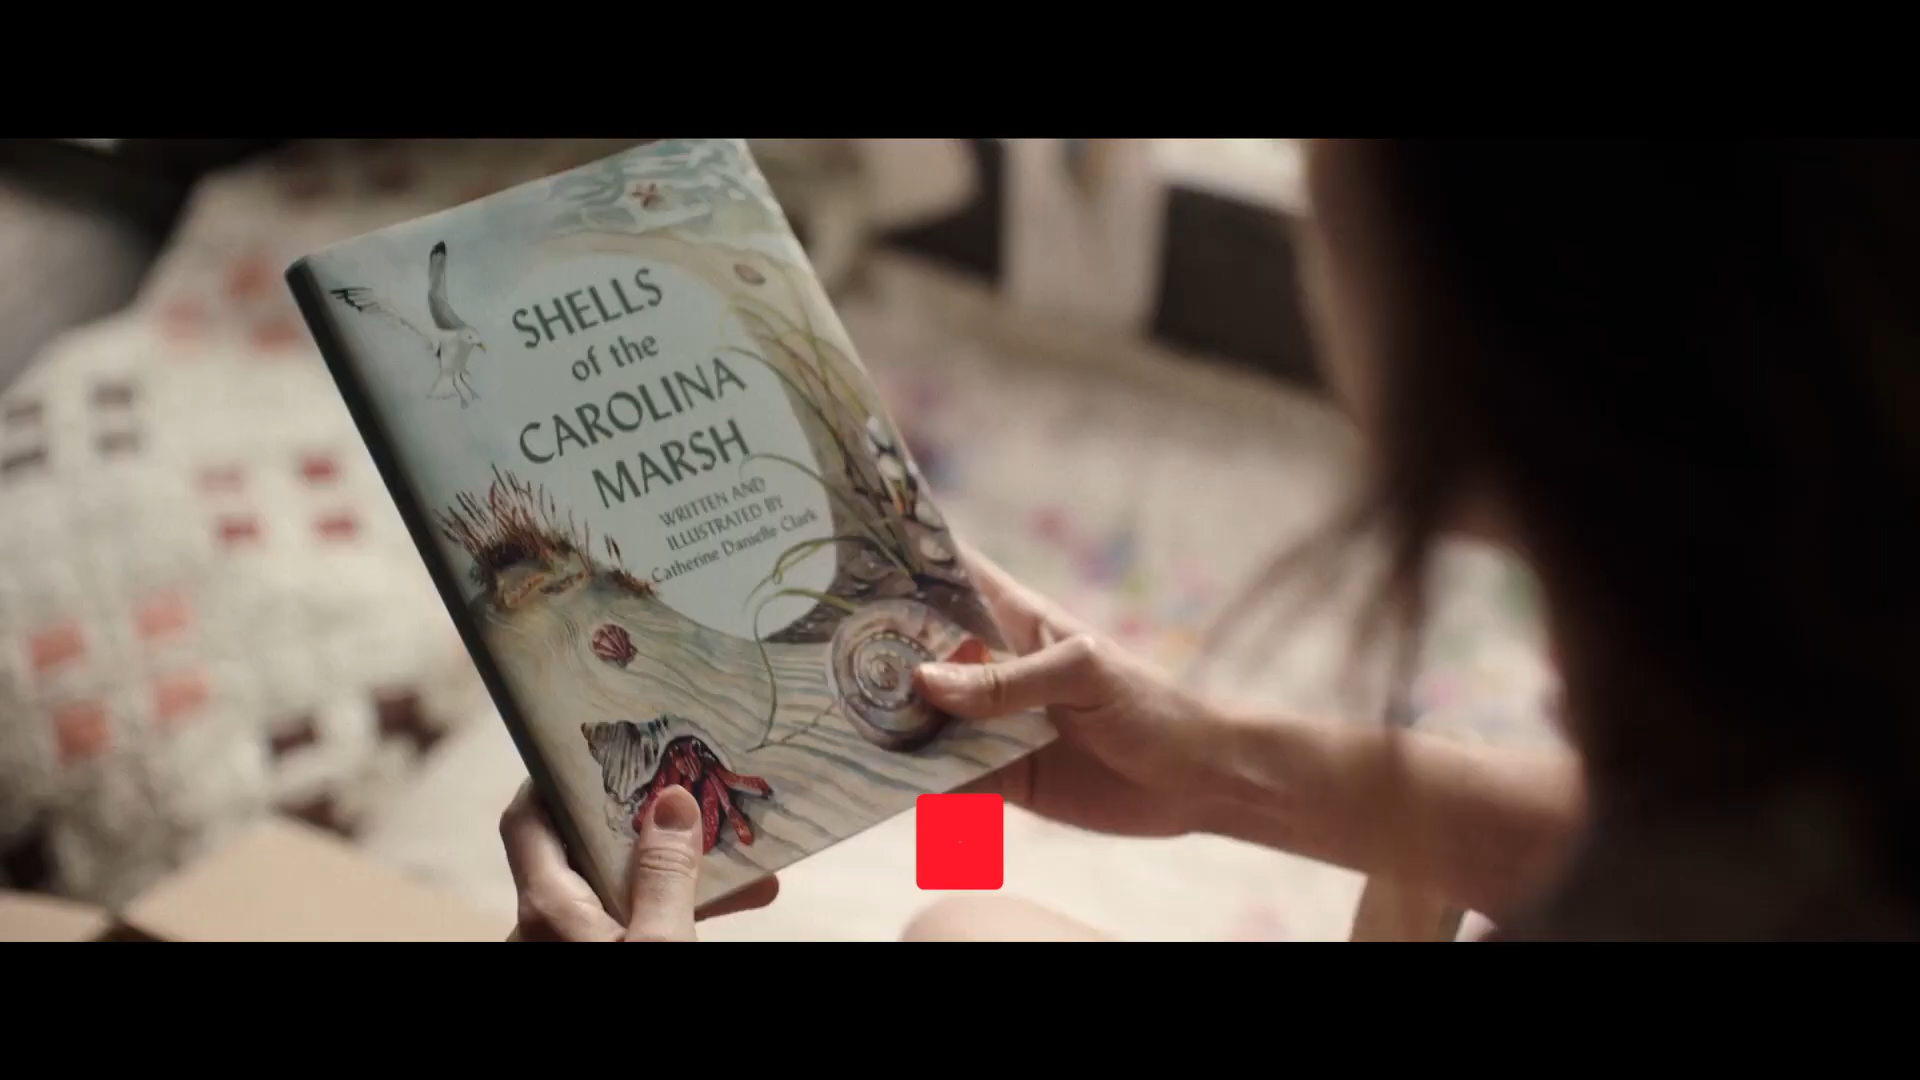 SHELLS
of the
CAROLINA
MARSH
WRITTEN AND
ILLUSTRATED BY
Catherine Danielle Clark